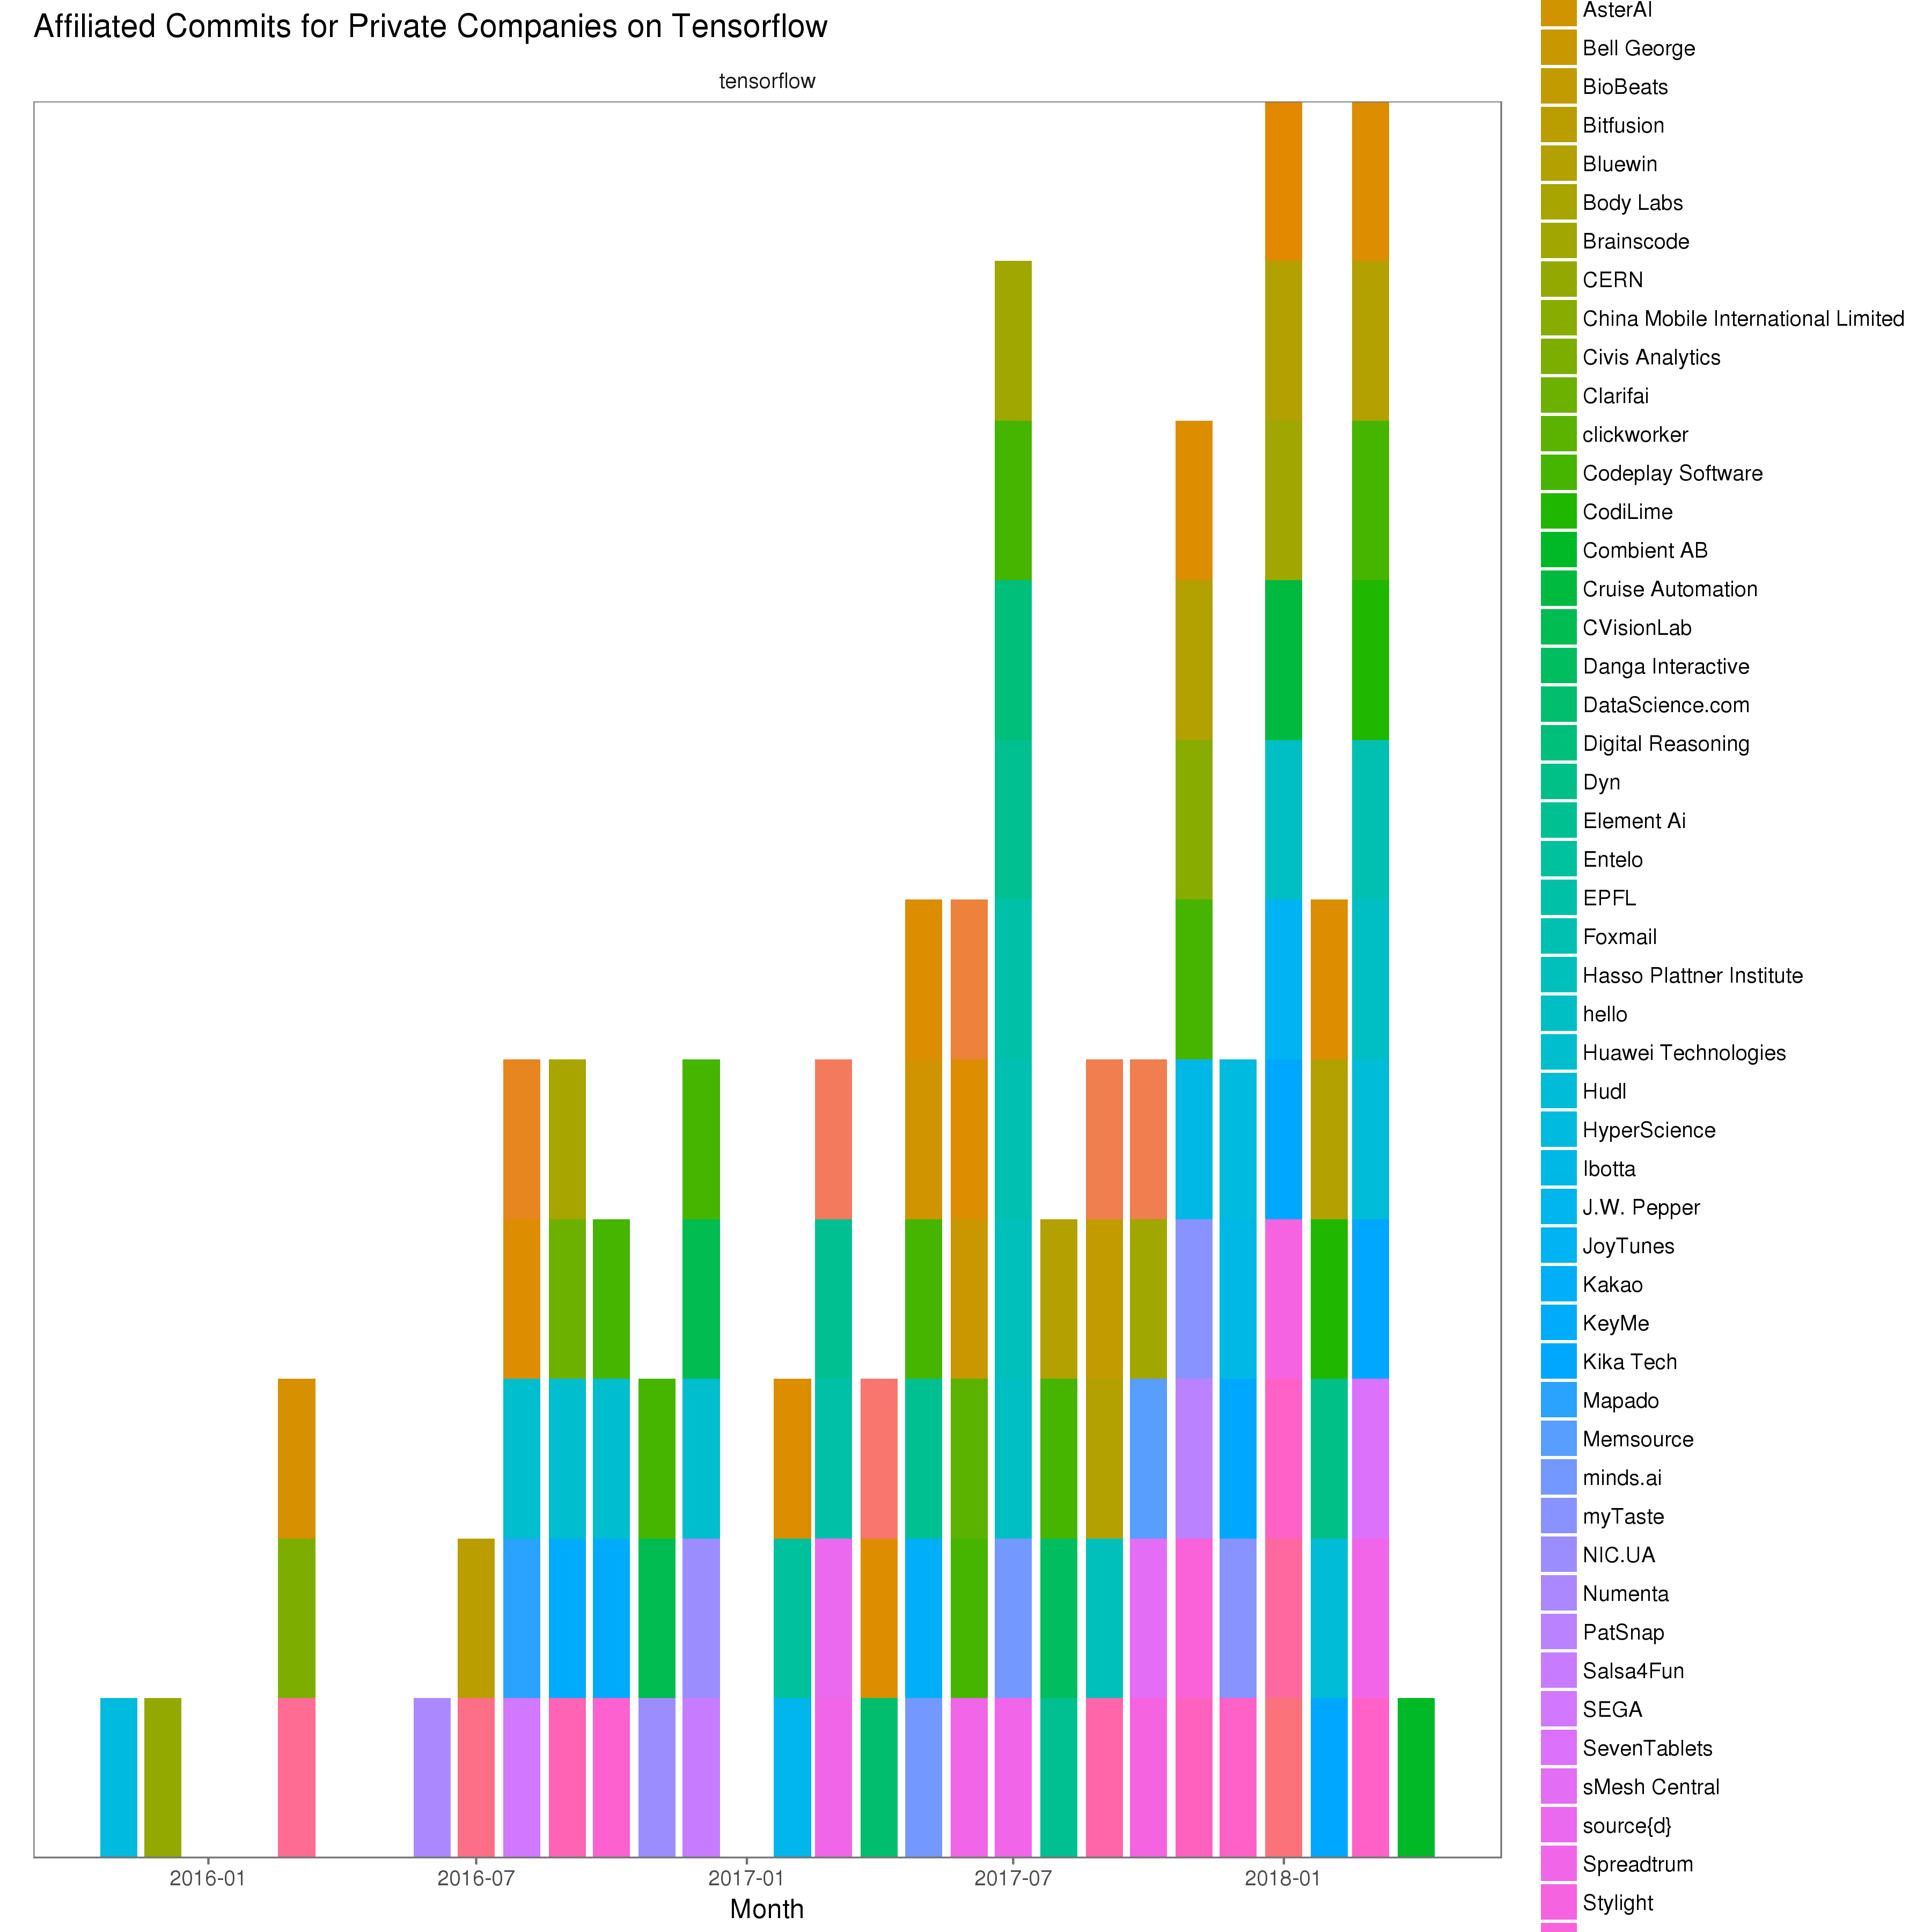 Affiliated Commits for Private Companies on Tensorflow
tensorflow
2016-01
2016-07
2017-01
2017-07
2018-01
Month
AsterAI
Bell George
BioBeats
Bitfusion
Bluewin
Body Labs
Brainscode
CERN
China Mobile International Limited
Civis Analytics
Clarifai
clickworker
Codeplay Software
CodiLime
Combient AB
Cruise Automation
CVisionLab
Danga Interactive
DataScience.com
Digital Reasoning
Dyn
Element Ai
Entelo
EPFL
Foxmail
Hasso Plattner Institute
hello
Huawei Technologies
Hudl
HyperScience
Ibotta
J.W. Pepper
JoyTunes
Kakao
KeyMe
Kika Tech
Mapado
Memsource
minds.ai
myTaste
NIC.UA
Numenta
PatSnap
Salsa4Fun
SEGA
SevenTablets
sMesh Central
source{d}
Spreadtrum
Stylight